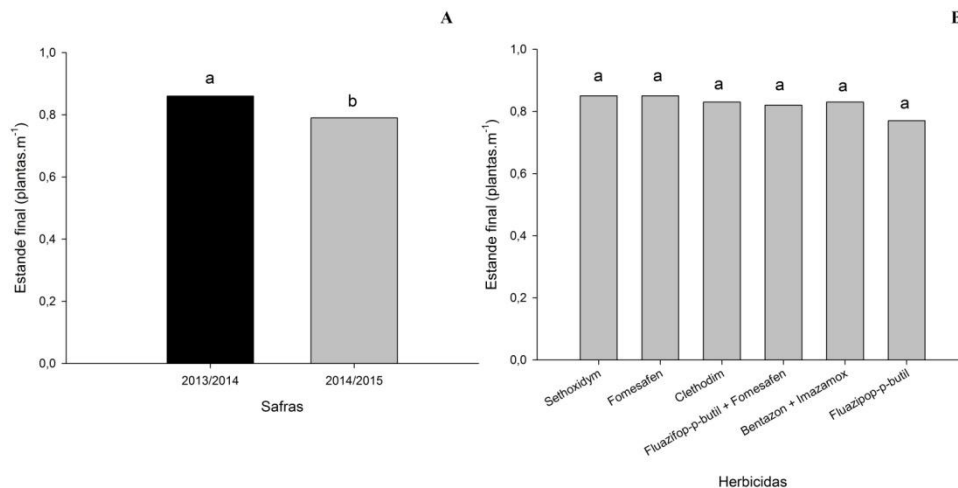 A
Estande final (plantas.m⁻¹)
1,0
0,8
0,6
0,4
0,2
0,0
a
b
2013/2014
2014/2015
Safras
B
Estande final (plantas.m⁻¹)
1,0
0,8
0,6
0,4
0,2
0,0
a
a
a
a
a
a
Sethoxidym
Fomesafen
Clethodim
Fluazifop-p-butil + Fomesafen
Bentazon + Imazamox
Fluazipop-p-butil
Herbicidas